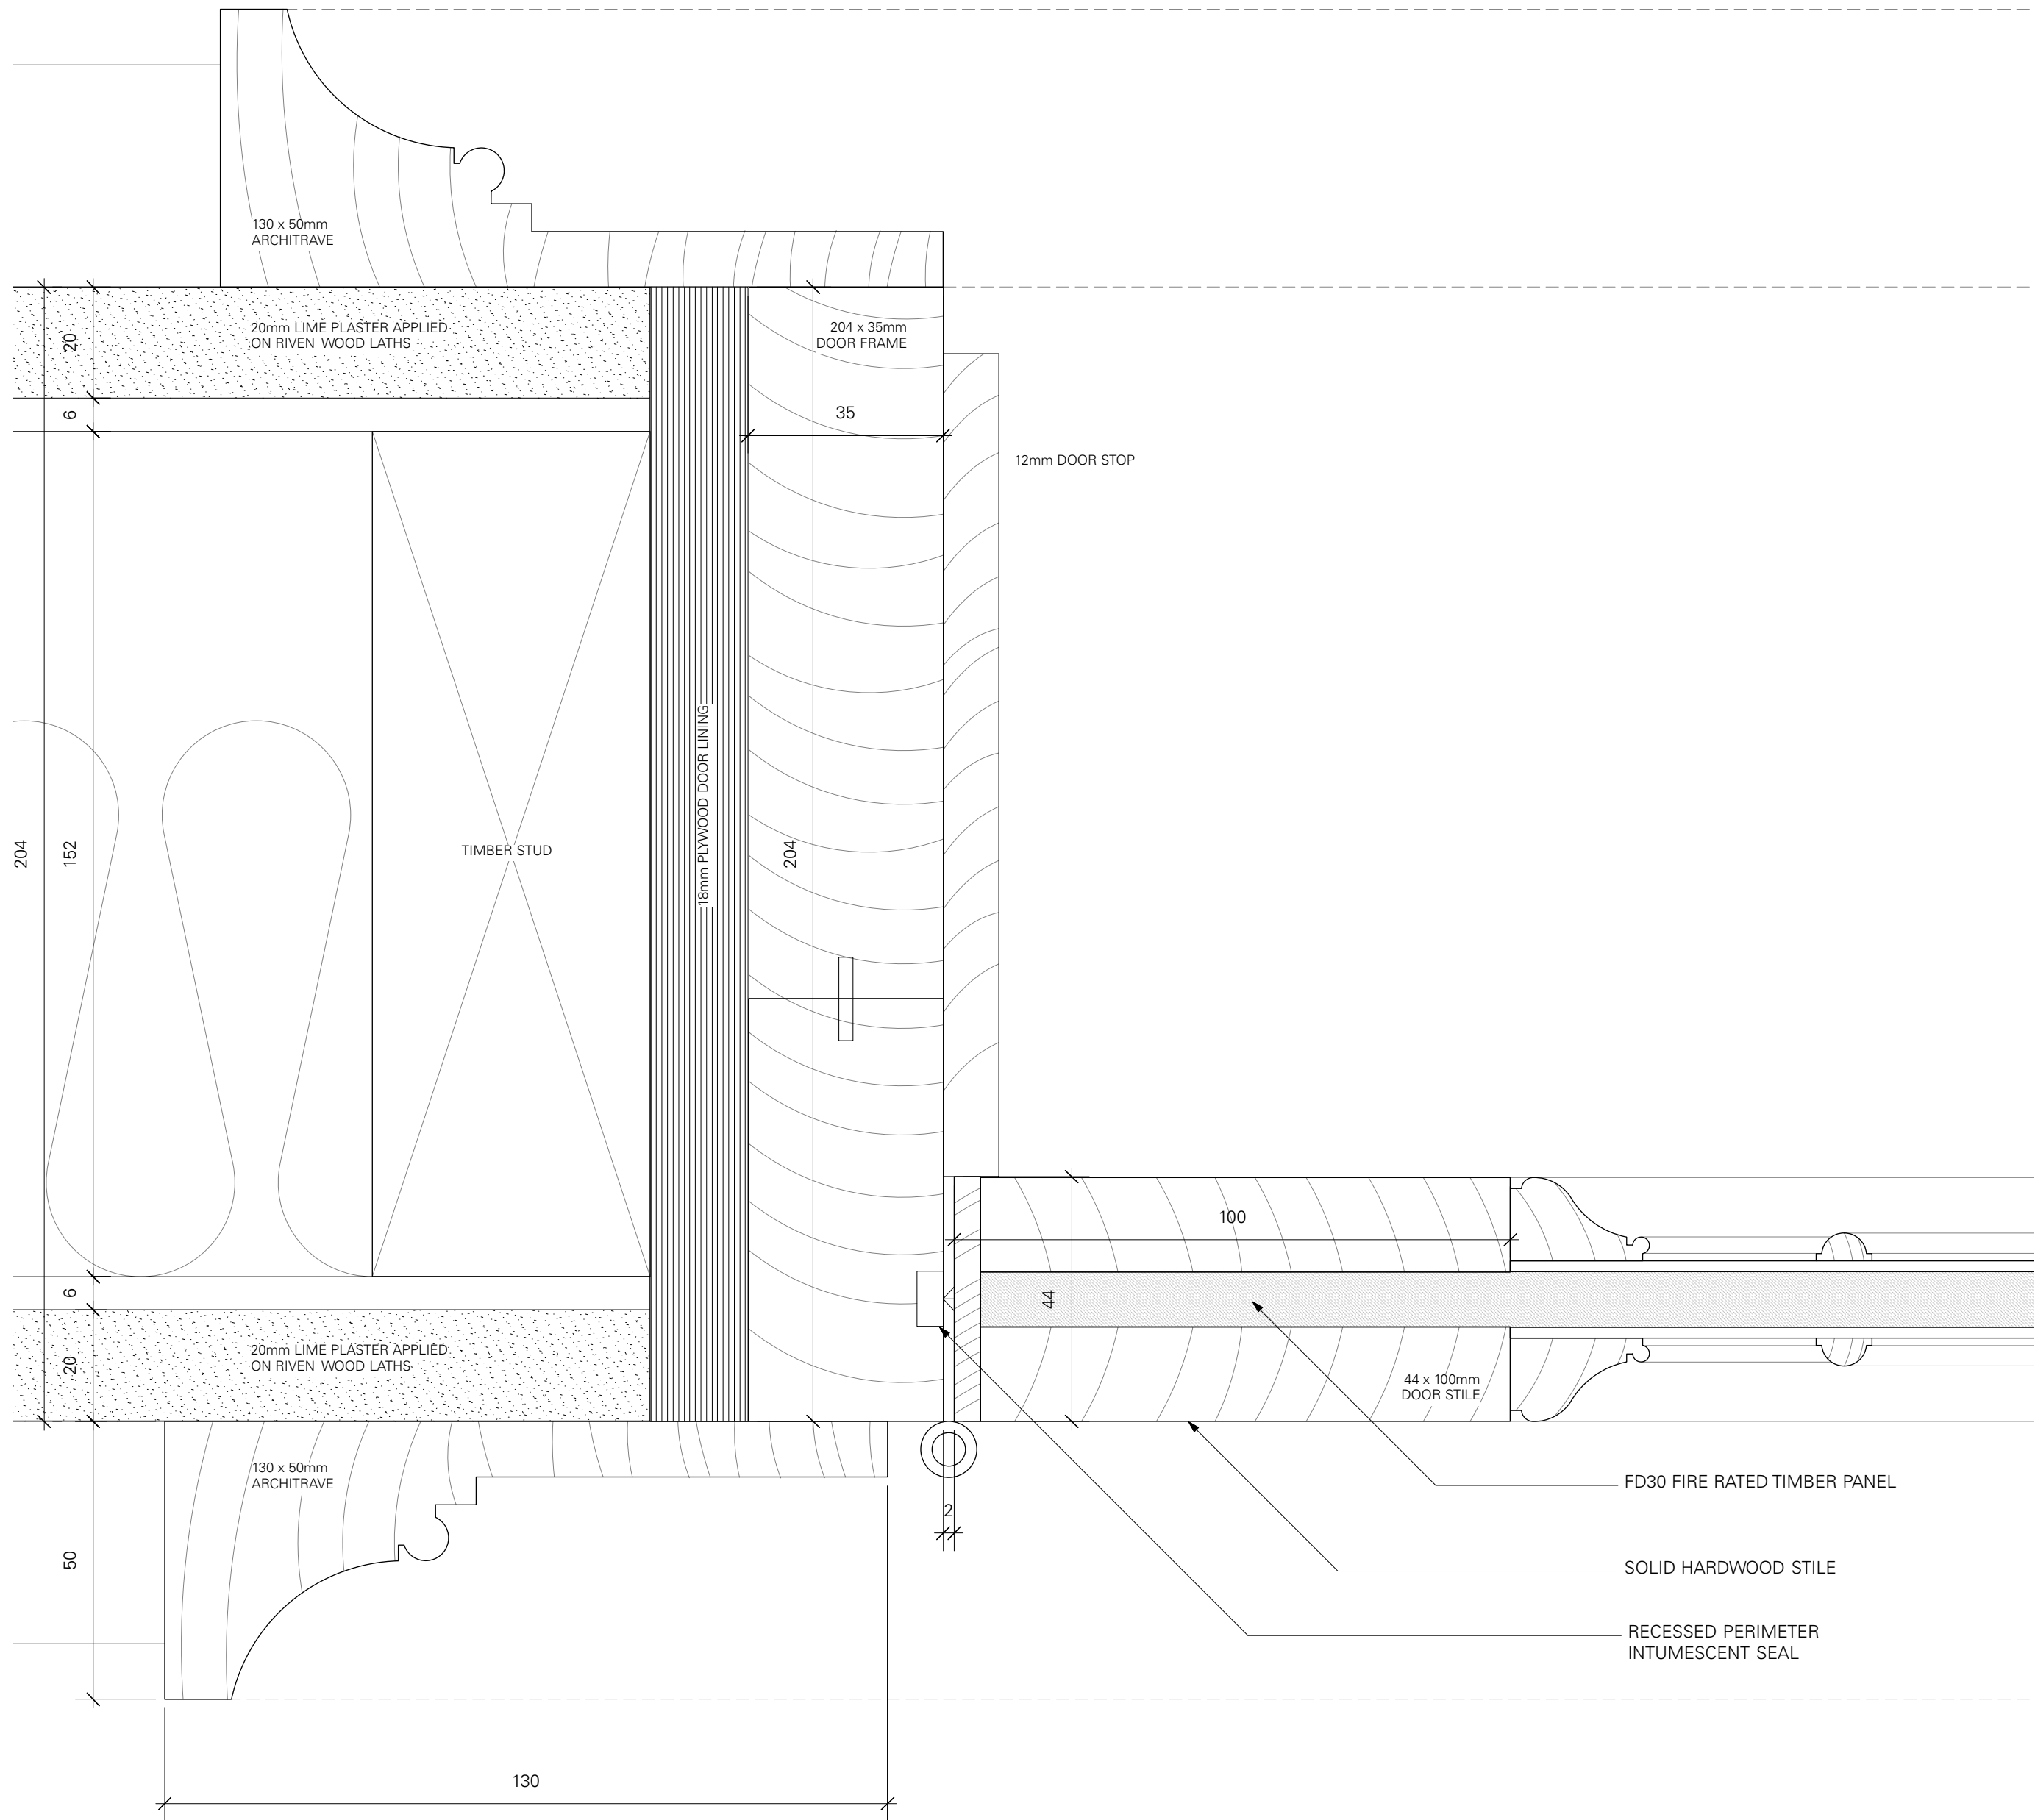 130 x 50mm
ARCHITRAVE
20mm LIME PLASTER APPLIED
ON RIVEN WOOD LATHS
204 x 35mm
DOOR FRAME
20
6
35
12mm DOOR STOP
204
152
TIMBER STUD
18mm PLYWOOD DOOR LINING
204
100
6
44
20mm LIME PLASTER APPLIED
ON RIVEN WOOD LATHS
20
44 x 100mm
DOOR STILE
130 x 50mm
ARCHITRAVE
FD30 FIRE RATED TIMBER PANEL
2
50
SOLID HARDWOOD STILE
RECESSED PERIMETER
INTUMESCENT SEAL
130